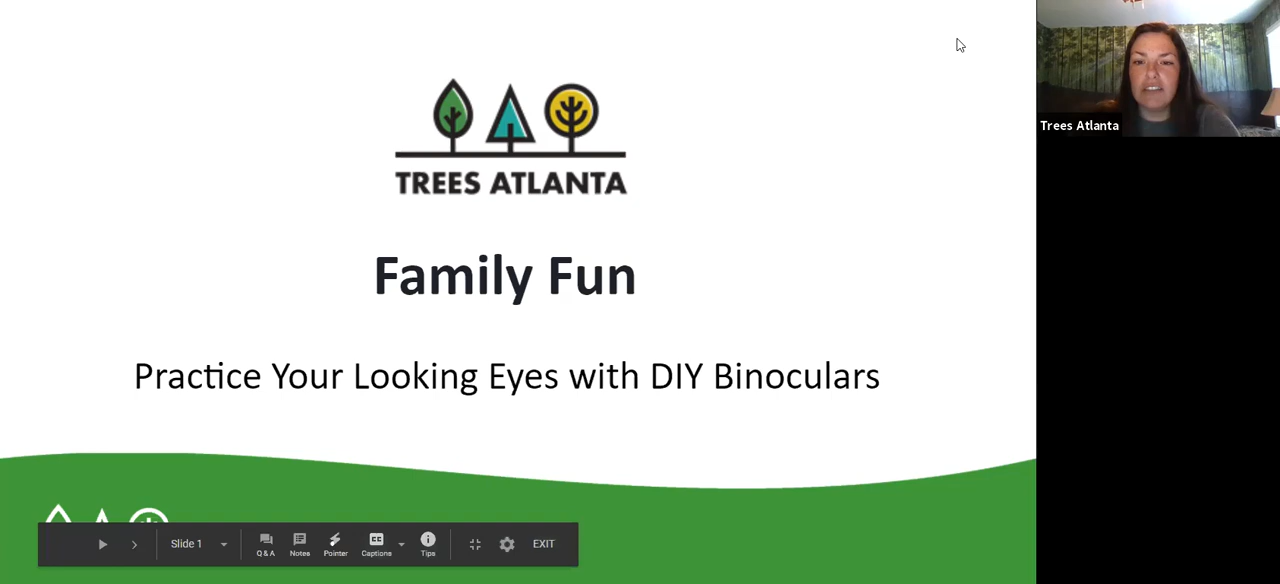 TREES ATLANTA
Family Fun
Practice Your Looking Eyes with DIY Binoculars
Trees Atlanta
Slide 1
Q & A
Notes
Pointer
CC
Captions
Tips
EXIT